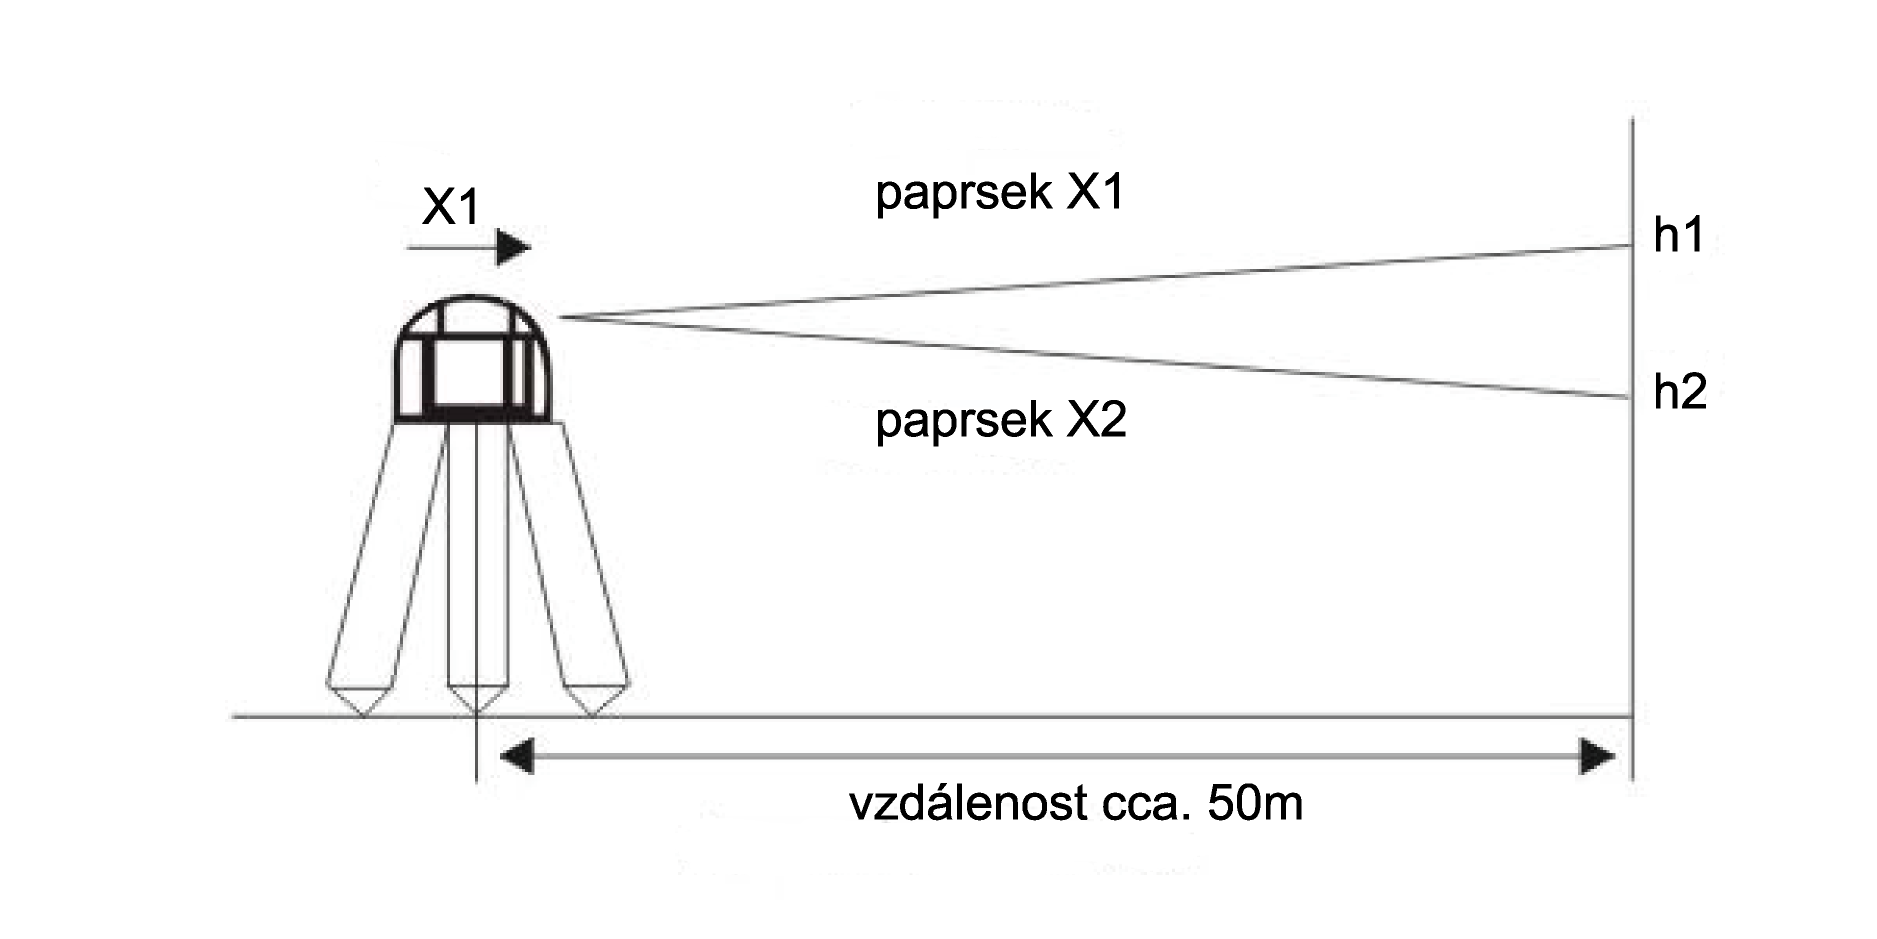 X1
paprsek X1
h1
h2
paprsek X2
vzdálenost cca. 50m